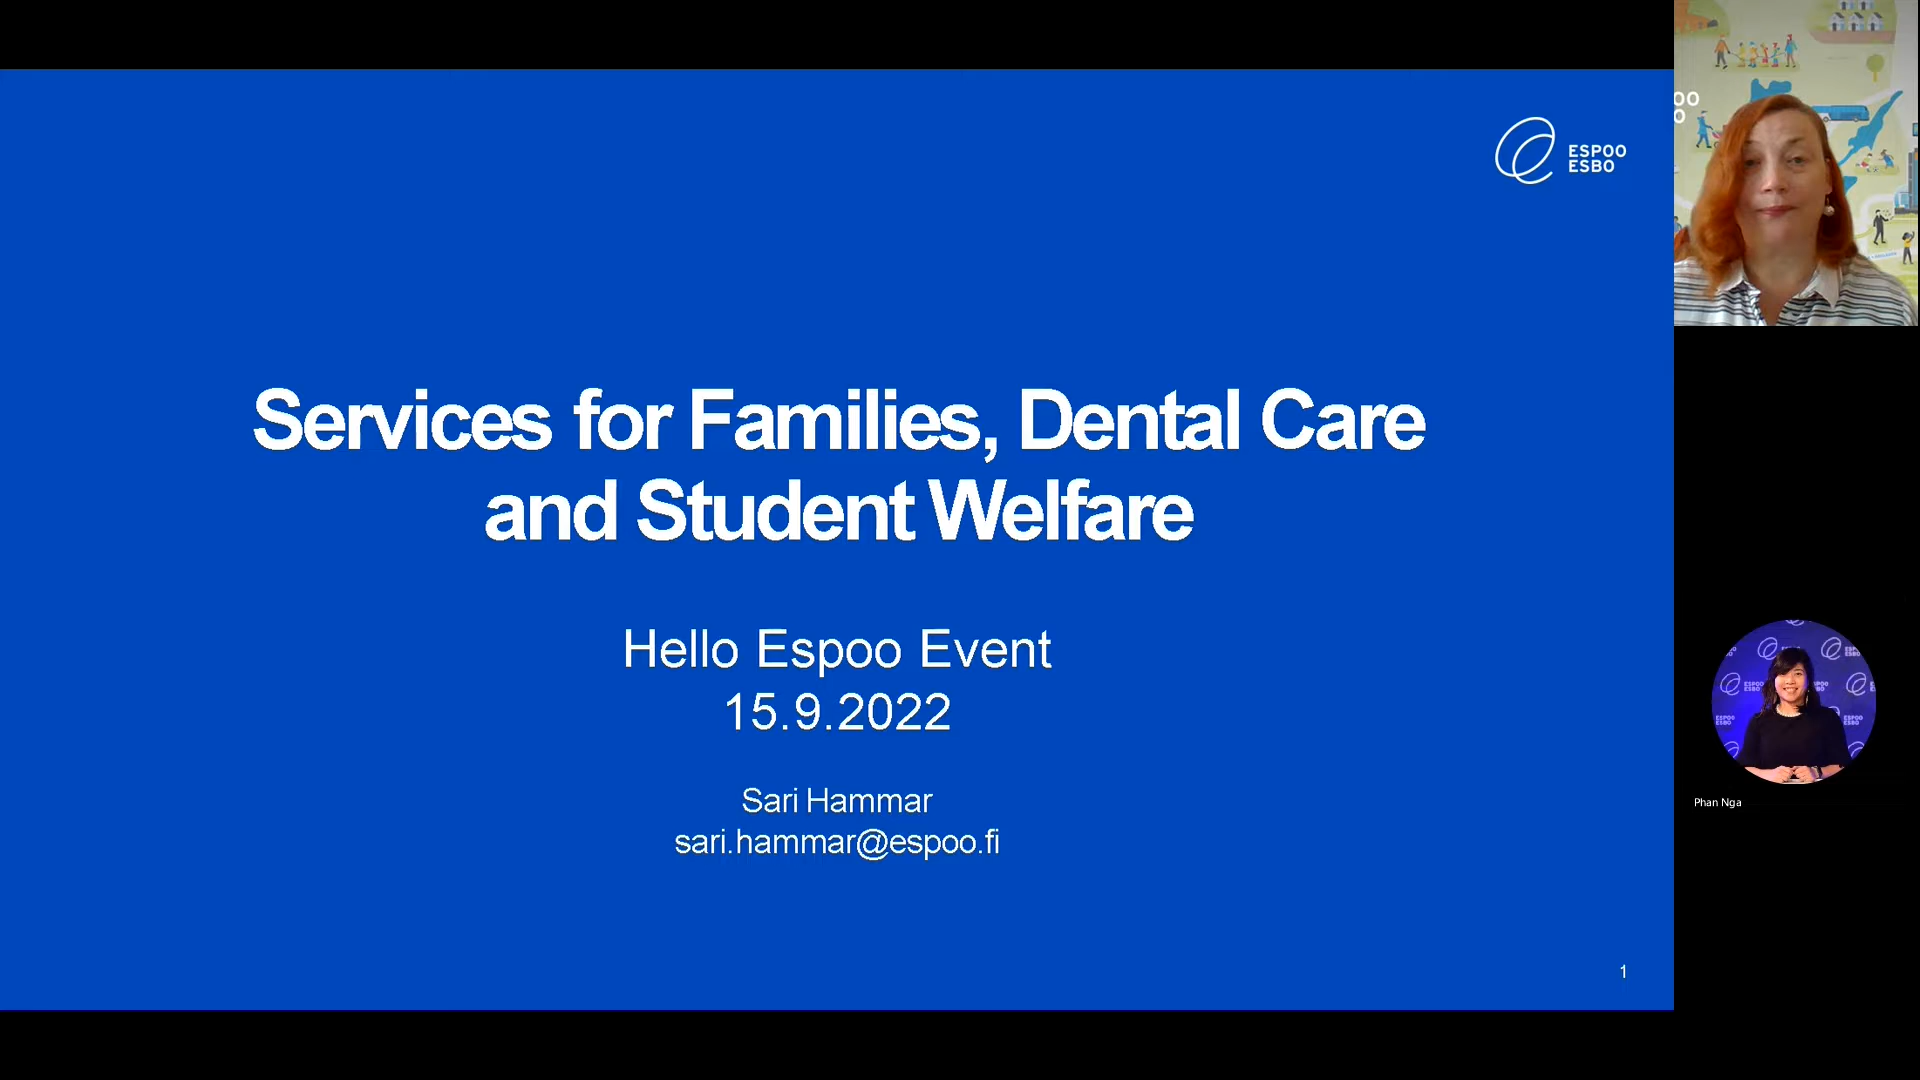 ESPOO
ESBO
Services for Families, Dental Care
and Student Welfare
Hello Espoo Event
15.9.2022
Sari Hammar
sari.hammar@espoo.fi
1
OO
O
Phan Nga